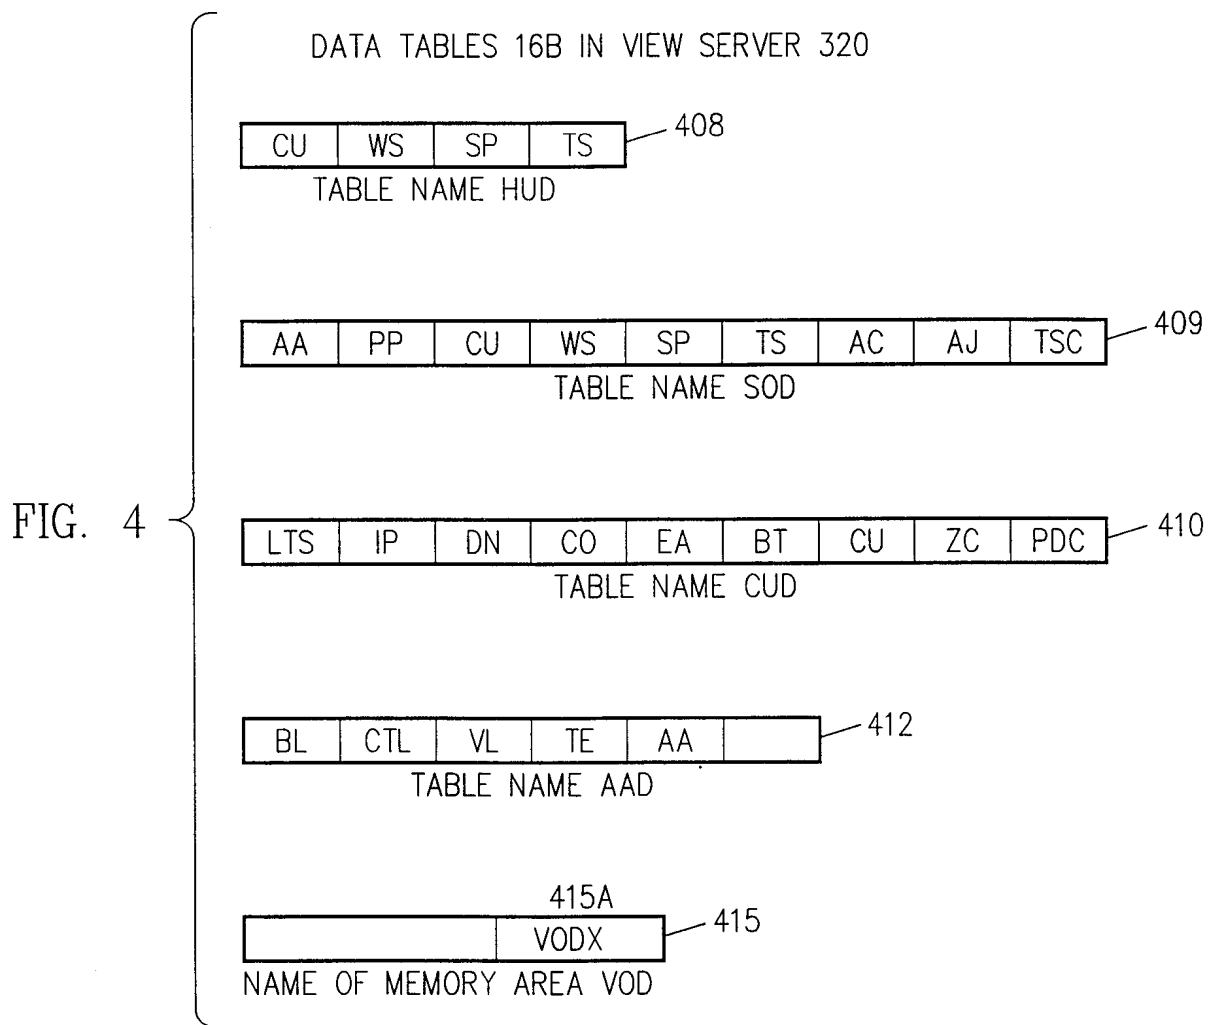 DATA TABLES 16B IN VIEW SERVER 320
CU WS SP TS 408
TABLE NAME HUD
AA PP CU WS SP TS AC AJ TSC 409
TABLE NAME SOD
FIG. 4
LTS IP DN CO EA BT CU ZC PDC 410
TABLE NAME CUD
BL CTL VL TE AA 412
TABLE NAME AAD
415A
VODX 415
NAME OF MEMORY AREA VOD